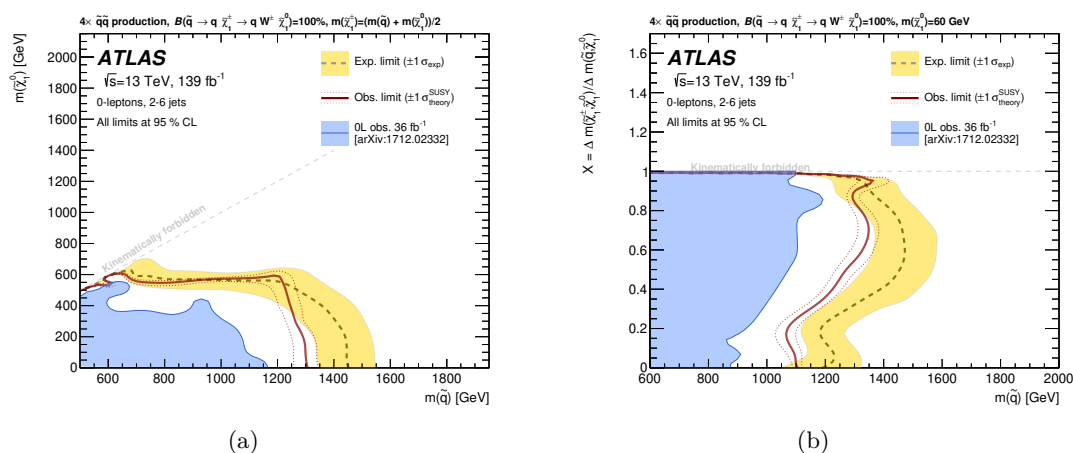 4× q̃q̃ production, B(q̃ → q χ̃₁± → q W± χ̃₁⁰)=100%, m(χ̃₁±)=(m(q̃) + m(χ̃₁⁰))/2
m(χ̃₁⁰) [GeV]
2000
1800
1600
1400
1200
1000
800
600
400
200
0
ATLAS
√s=13 TeV, 139 fb⁻¹
0-leptons, 2-6 jets
All limits at 95 % CL
Exp. limit (±1 σexp)
Obs. limit (±1 σ SUSY theory)
0L obs. 36 fb⁻¹
[arXiv:1712.02332]
Kinematically forbidden
600 800 1000 1200 1400 1600 1800
m(q̃) [GeV]
(a)
4× q̃q̃ production, B(q̃ → q χ̃₁± → q W± χ̃₁⁰)=100%, m(χ̃₁⁰)=60 GeV
X = Δ m(χ̃₁±,χ̃₁⁰)/Δ m(q̃,χ̃₁⁰)
1.6
1.4
1.2
1
0.8
0.6
0.4
0.2
0
ATLAS
√s=13 TeV, 139 fb⁻¹
0-leptons, 2-6 jets
All limits at 95 % CL
Exp. limit (±1 σexp)
Obs. limit (±1 σ SUSY theory)
0L obs. 36 fb⁻¹
[arXiv:1712.02332]
Kinematically forbidden
600 800 1000 1200 1400 1600 1800 2000
m(q̃) [GeV]
(b)